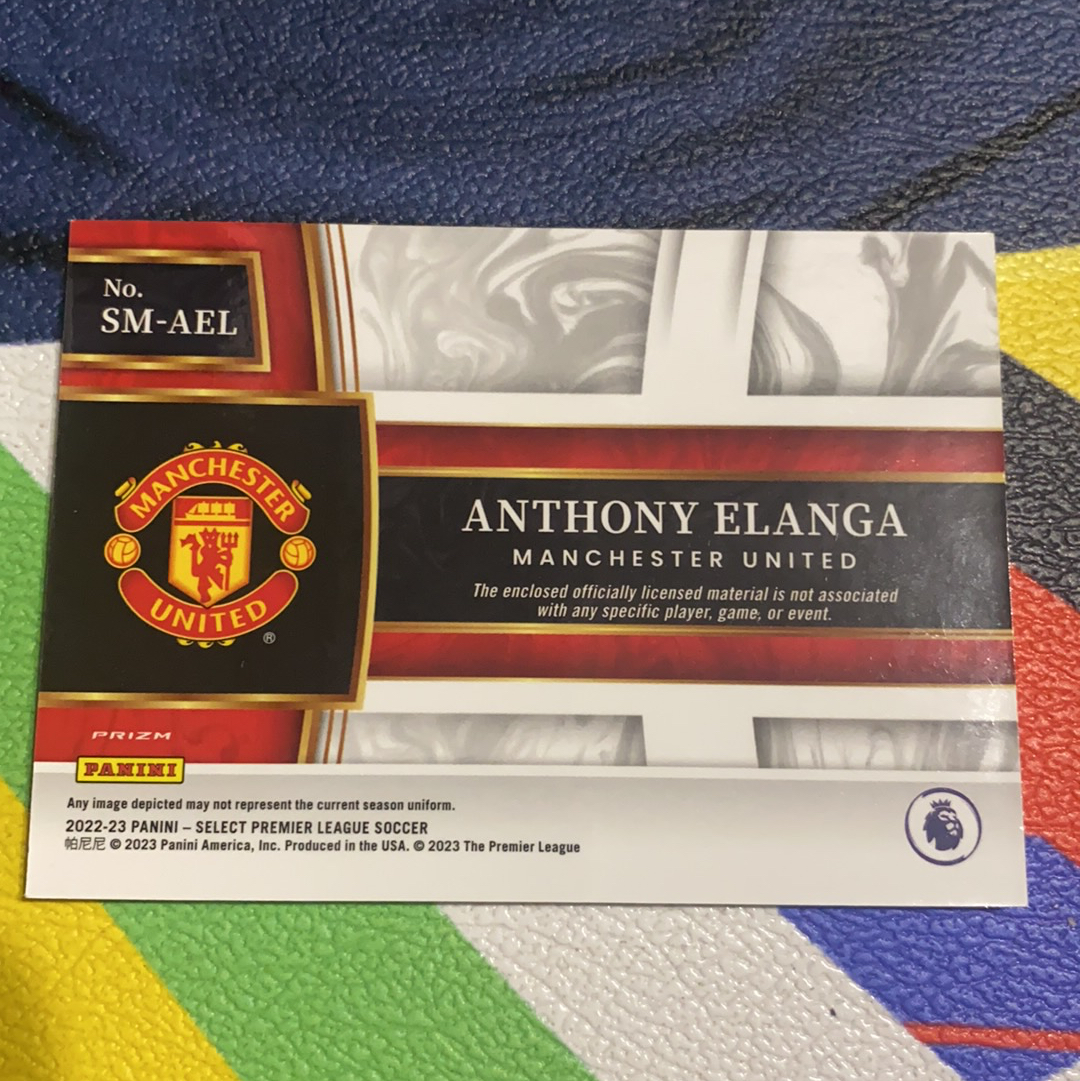 No.
SM-AEL
MANCHESTER
UNITED
®
ANTHONY ELANGA
MANCHESTER UNITED
The enclosed officially licensed material is not associated
with any specific player, game, or event.
PRIZM
PANINI
Any image depicted may not represent the current season uniform.
2022-23 PANINI – SELECT PREMIER LEAGUE SOCCER
帕尼尼 © 2023 Panini America, Inc. Produced in the USA. © 2023 The Premier League